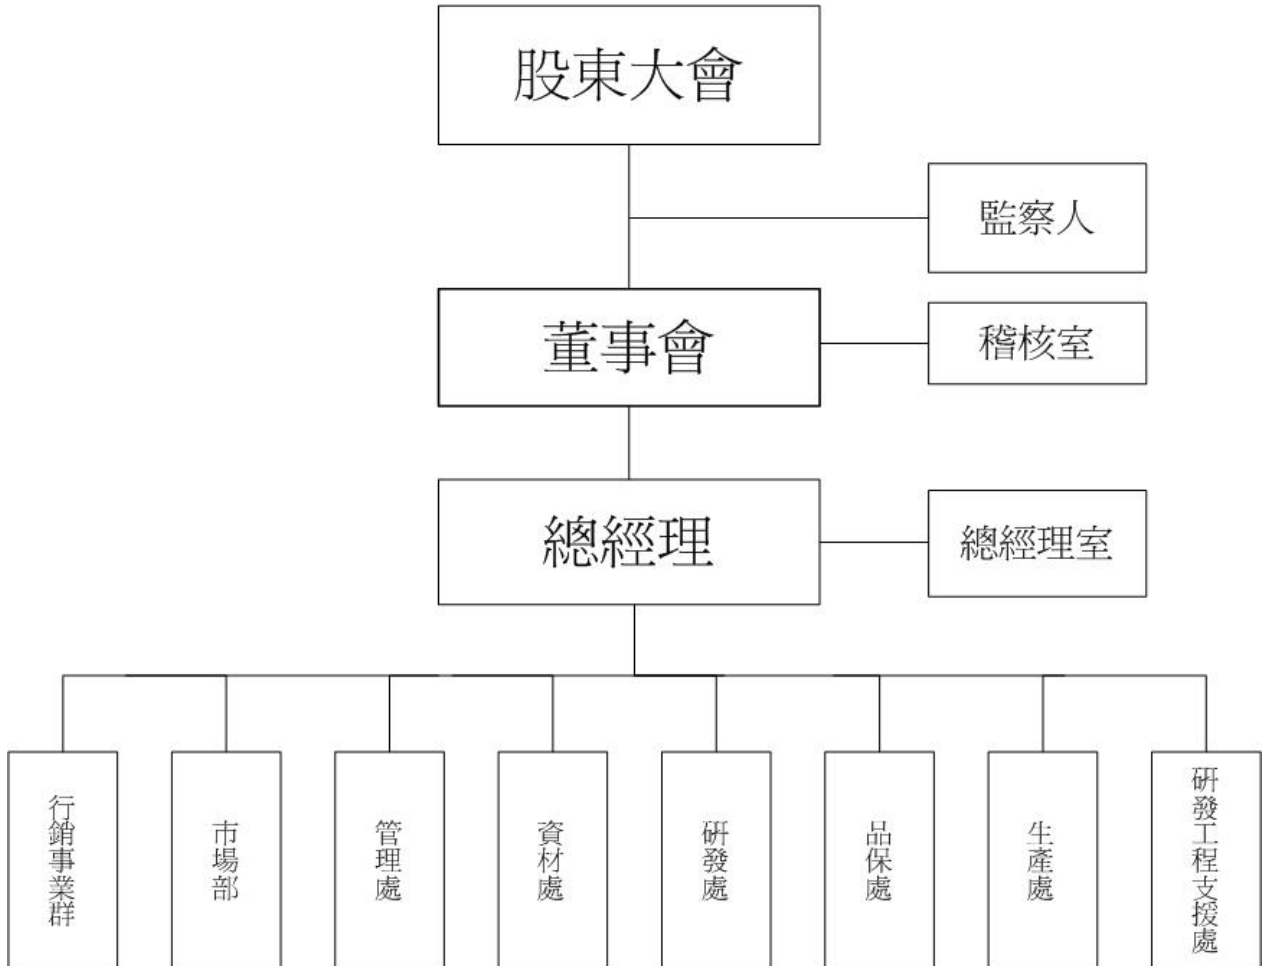 股東大會
監察人
董事會
稽核室
總經理
總經理室
行銷事業群
市場部
管理處
資材處
研發處
品保處
生產處
研發工程支援處